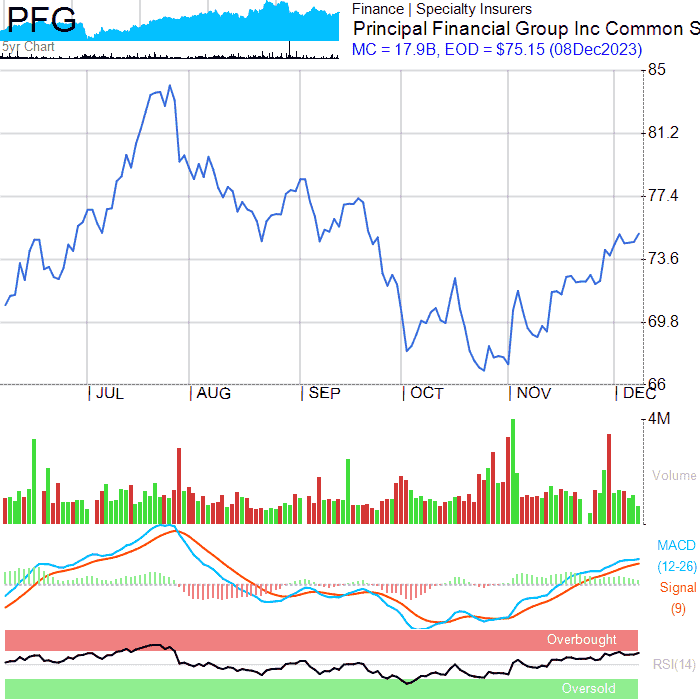 PFG
5yr Chart
Finance | Specialty Insurers
Principal Financial Group Inc Common S
MC = 17.9B, EOD = $75.15 (08Dec2023)
85
81.2
77.4
73.6
69.8
66
JUL AUG SEP OCT NOV DEC
4M
Volume
MACD
(12-26)
Signal
(9)
Overbought
RSI(14)
Oversold